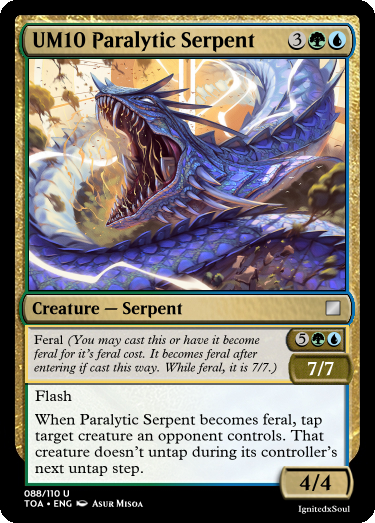 UM10 Paralytic Serpent 3
Creature — Serpent
Feral (You may cast this or have it become
feral for it's feral cost. It becomes feral after
entering if cast this way. While feral, it is 7/7.)
5
7/7
Flash
When Paralytic Serpent becomes feral, tap
target creature an opponent controls. That
creature doesn't untap during its controller's
next untap step.
4/4
088/110 U
TOA • ENG Asur Misoa
IgnitedxSoul